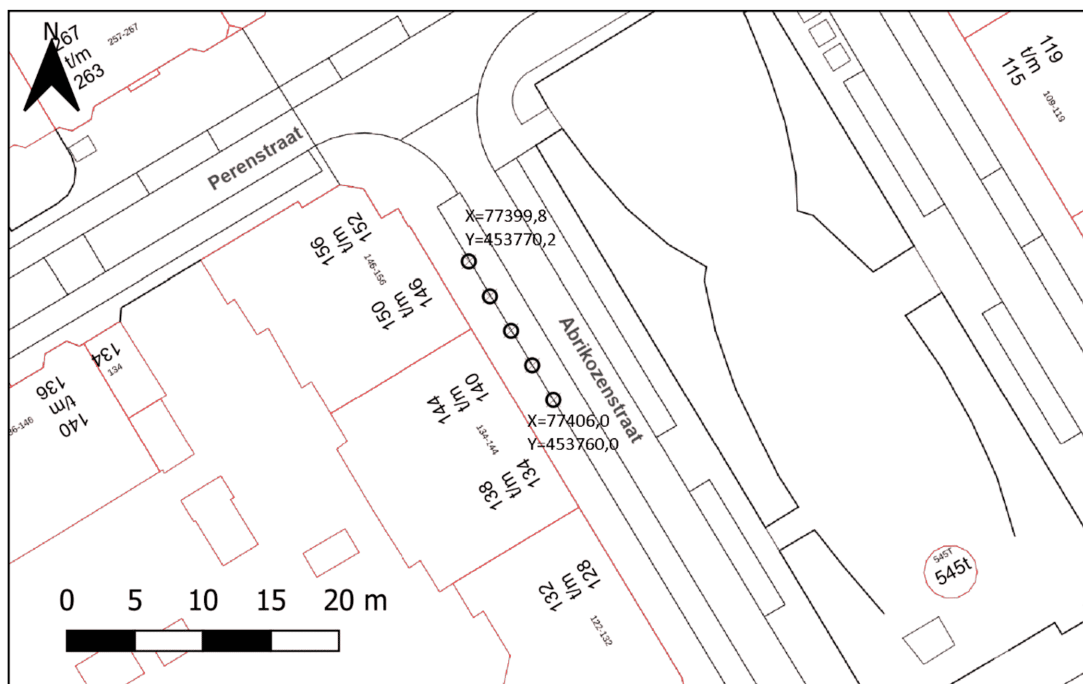 N
267
t/m
263
257-267
119
t/m
115
109-119
Perenstraat
X=77399,8
Y=453770,2
152
t/m
156
146-156
146
t/m
150
Abrikozenstraat
134
134
136
t/m
140
140
t/m
144
134-144
134
t/m
138
X=77406,0
Y=453760,0
128
t/m
132
122-132
545T
545t
0 5 10 15 20 m